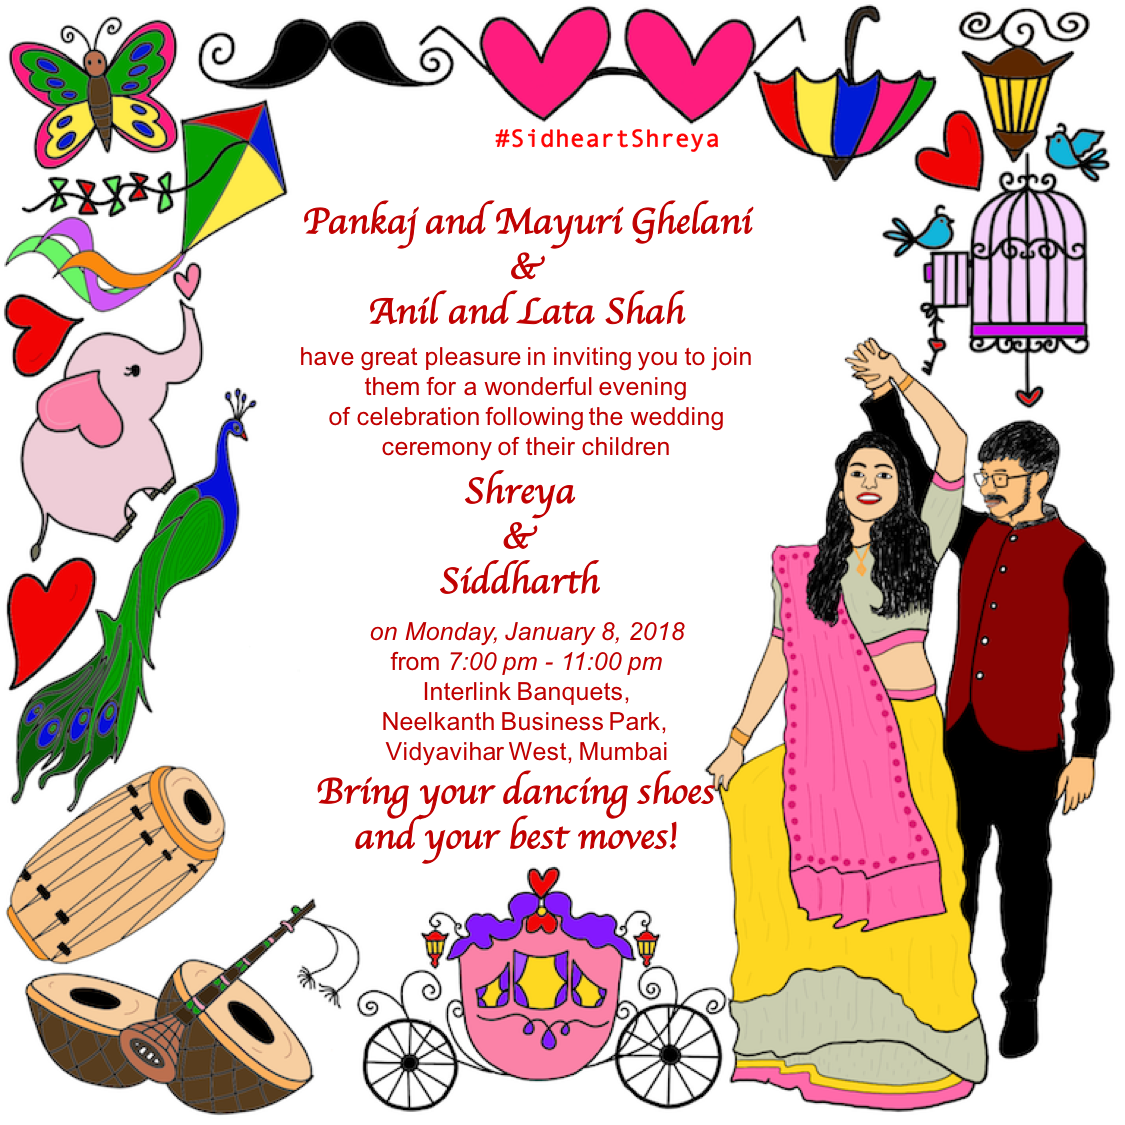 #SidheartShreya
Pankaj and Mayuri Ghelani
&
Anil and Lata Shah
have great pleasure in inviting you to join
them for a wonderful evening
of celebration following the wedding
ceremony of their children
Shreya
&
Siddharth
on Monday, January 8, 2018
from 7:00 pm - 11:00 pm
Interlink Banquets,
Neelkanth Business Park,
Vidyavihar West, Mumbai
Bring your dancing shoes
and your best moves!